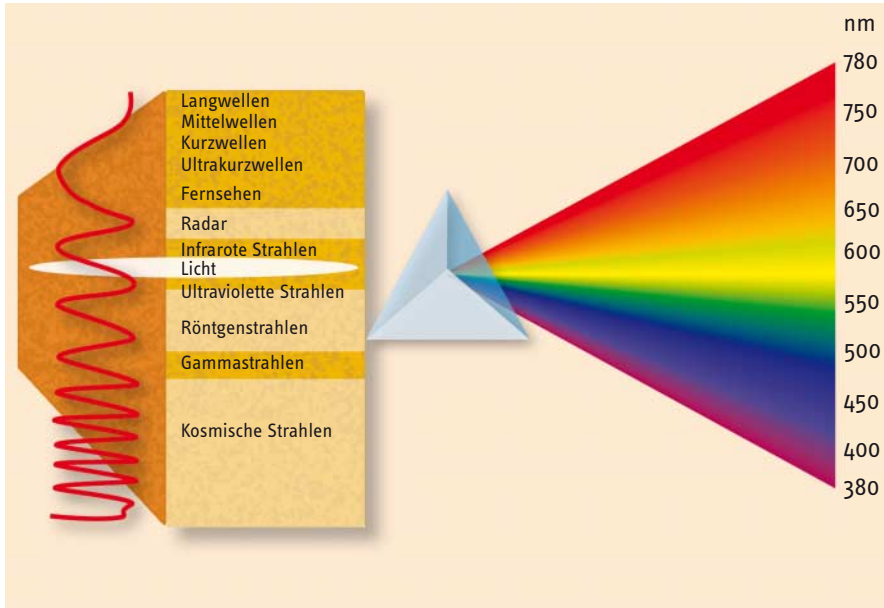 Langwellen
Mittelwellen
Kurzwellen
Ultrakurzwellen
Fernsehen
Radar
Infrarote Strahlen
Licht
Ultraviolette Strahlen
Röntgenstrahlen
Gammastrahlen
Kosmische Strahlen
nm
780
750
700
650
600
550
500
450
400
380